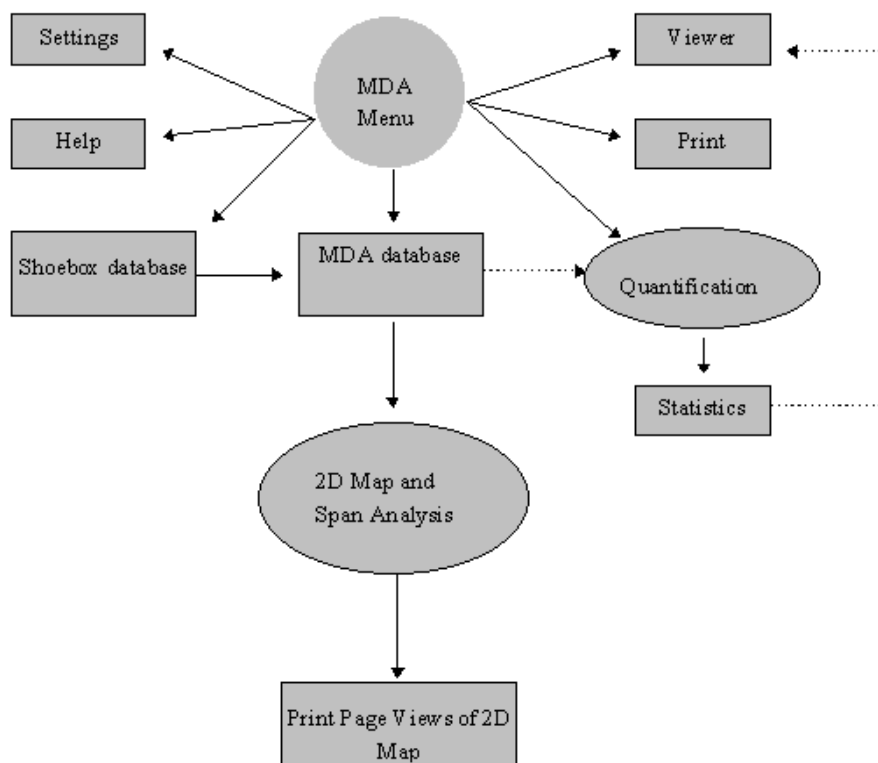 Settings
MDA
Menu
Viewer
Help
Print
Shoebox database
MDA database
Quantification
Statistics
2D Map and
Span Analysis
Print Page Views of 2D
Map